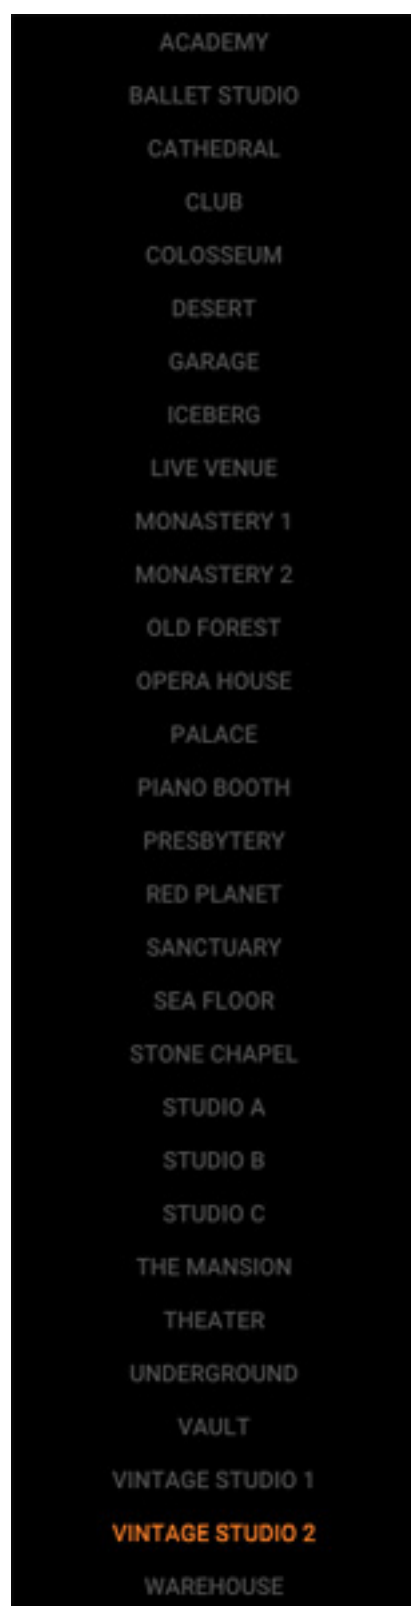 ACADEMY
BALLET STUDIO
CATHEDRAL
CLUB
COLOSSEUM
DESERT
GARAGE
ICEBERG
LIVE VENUE
MONASTERY 1
MONASTERY 2
OLD FOREST
OPERA HOUSE
PALACE
PIANO BOOTH
PRESBYTERY
RED PLANET
SANCTUARY
SEA FLOOR
STONE CHAPEL
STUDIO A
STUDIO B
STUDIO C
THE MANSION
THEATER
UNDERGROUND
VAULT
VINTAGE STUDIO 1
VINTAGE STUDIO 2
WAREHOUSE